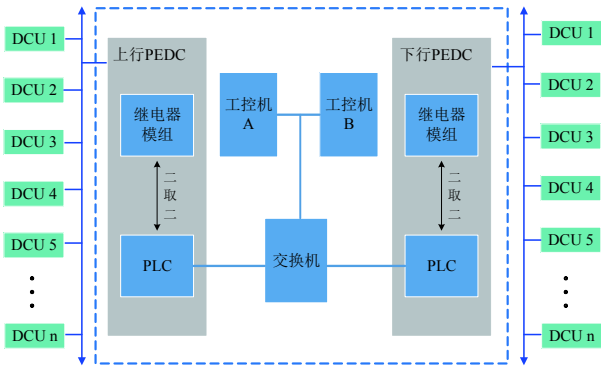 DCU 1
DCU 2
DCU 3
DCU 4
DCU 5
DCU n
上行PEDC
继电器
模组
二
取
二
PLC
工控机
A
工控机
B
交换机
下行PEDC
继电器
模组
二
取
二
PLC
DCU 1
DCU 2
DCU 3
DCU 4
DCU 5
DCU n